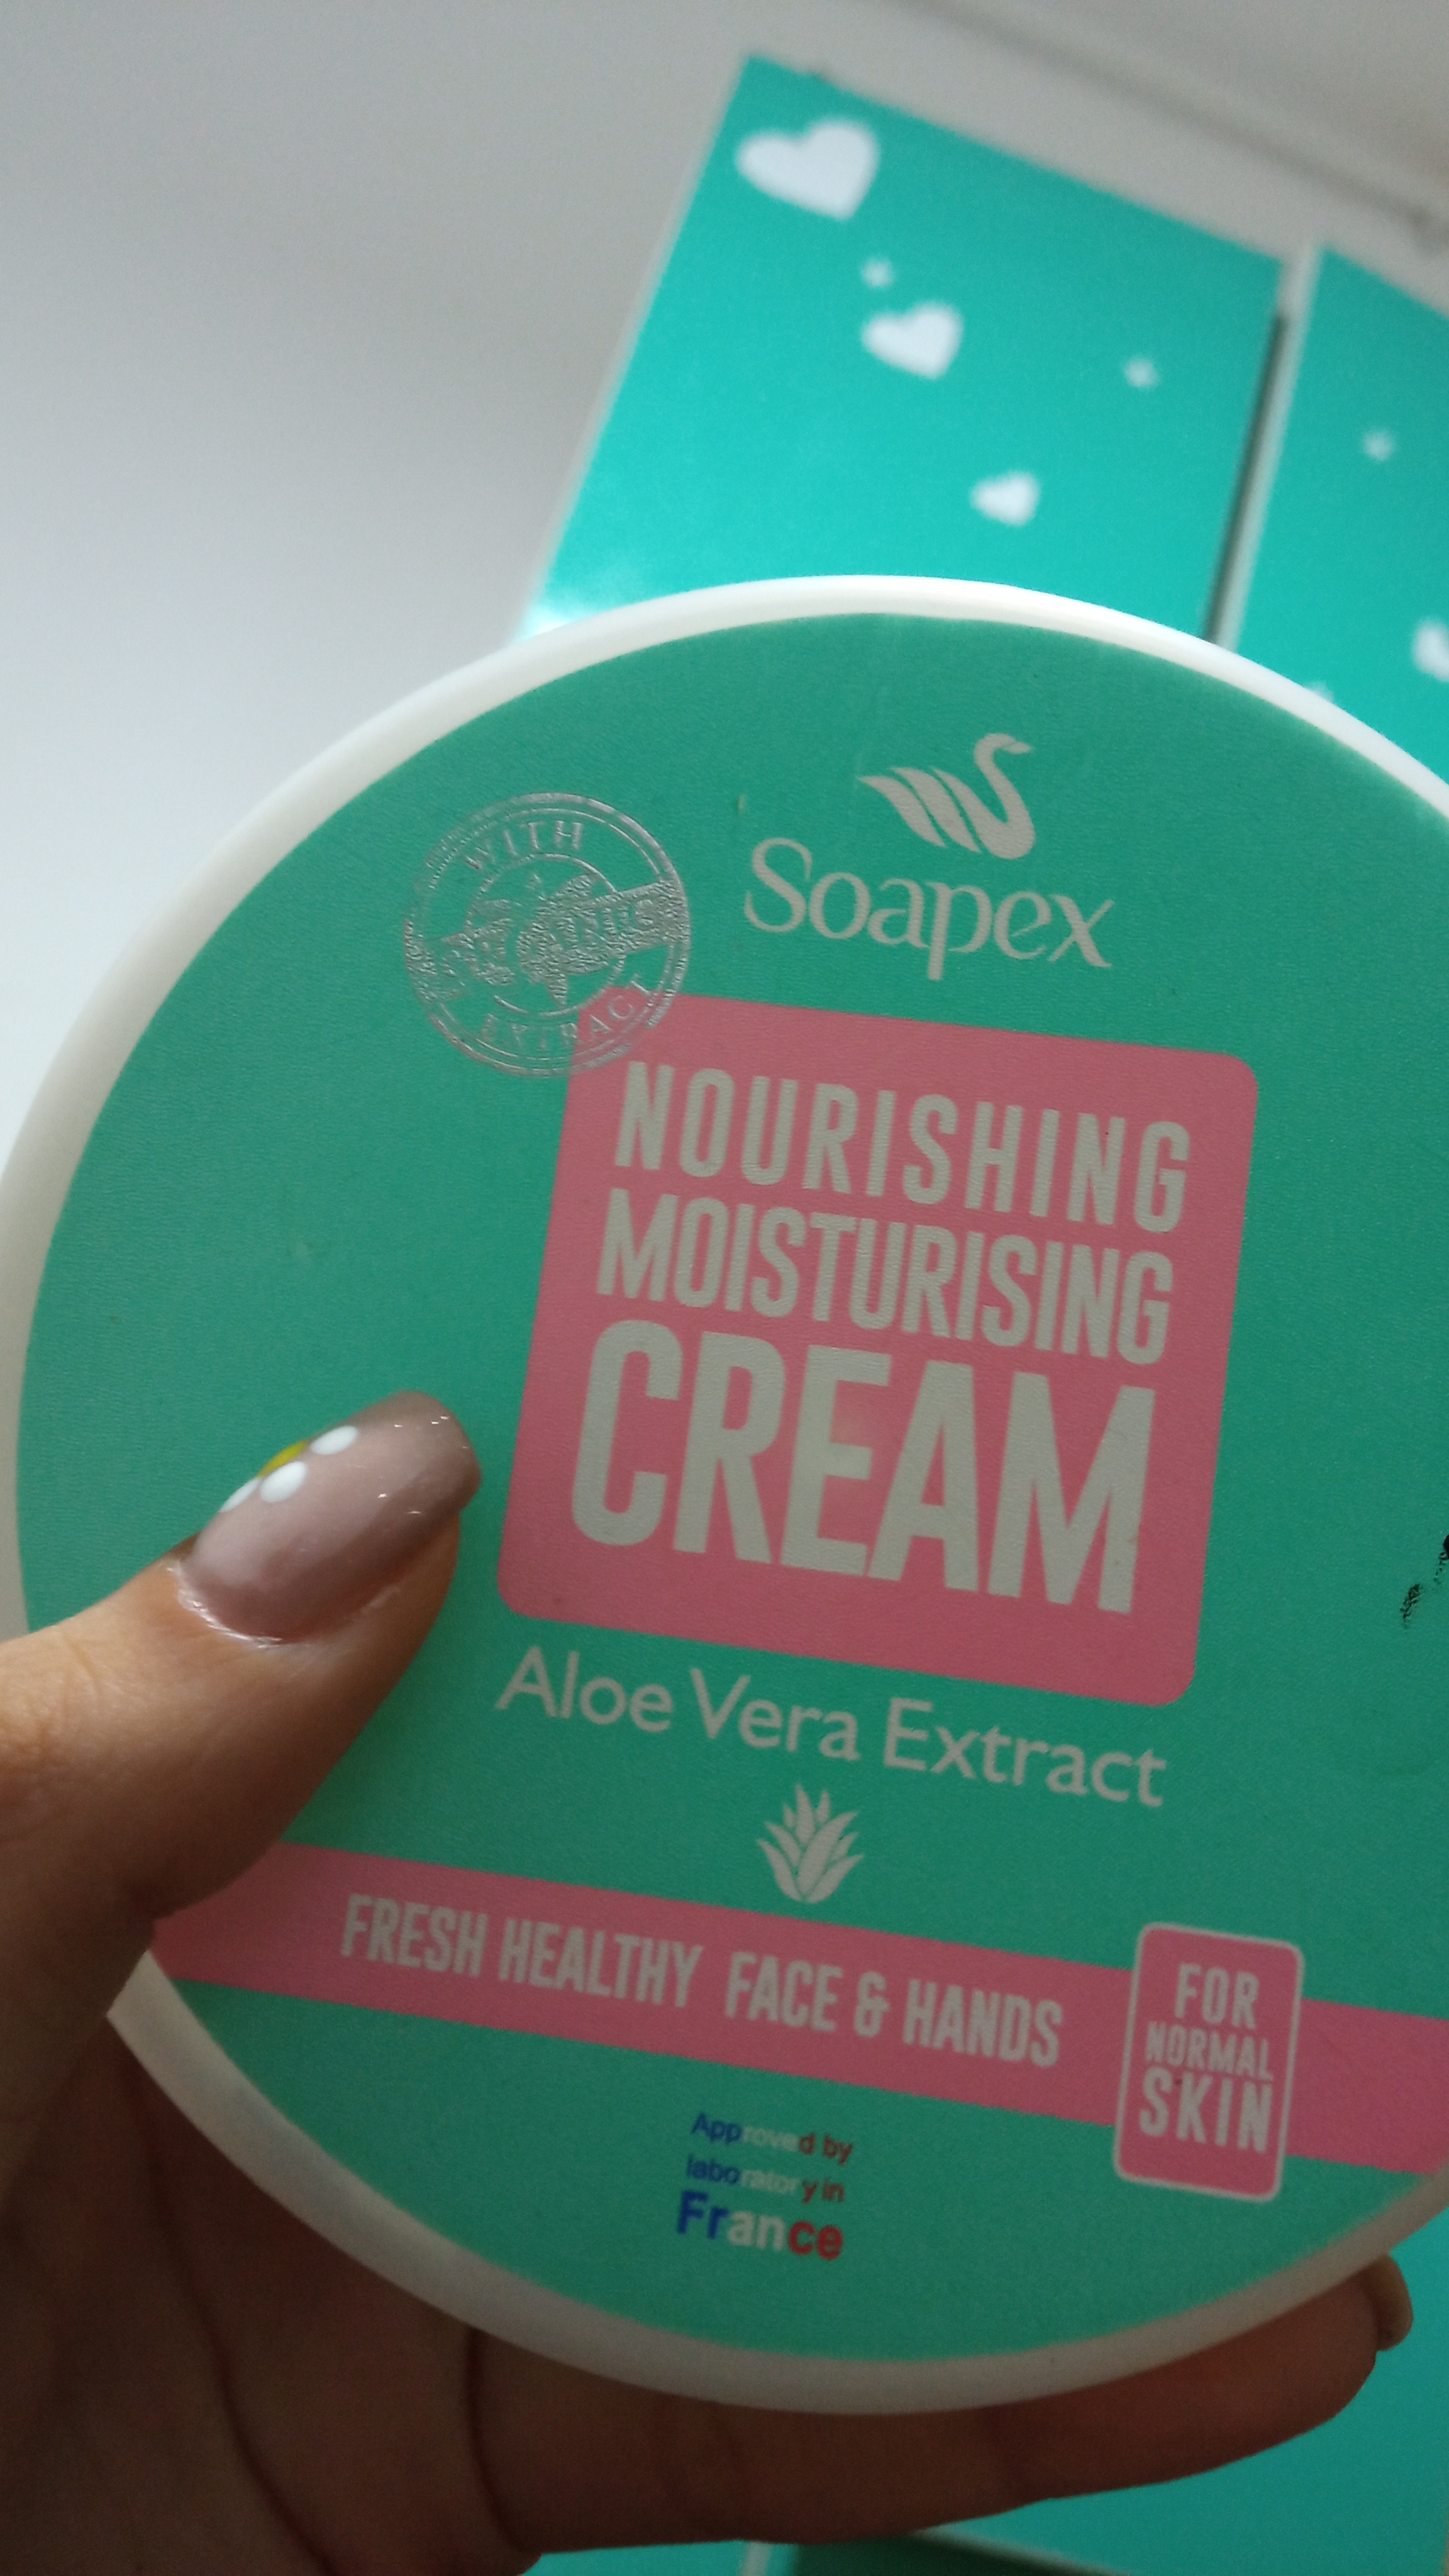 Soapex
WITH
EXTRACT
NOURISHING
MOISTURISING
CREAM
Aloe Vera Extract
FRESH HEALTHY FACE & HANDS
FOR
NORMAL
SKIN
Approved by
laboratory in
France